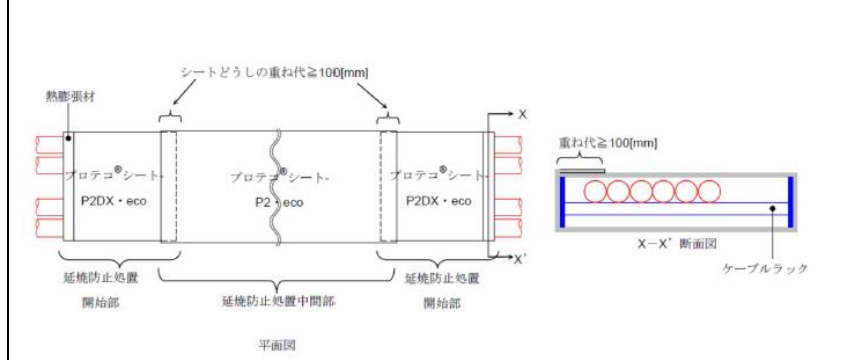 シートどうしの重ね代≧100[mm]
熱膨張材
X
プロテコ®シート-
P2DX・eco
プロテコ®シート-
P2・eco
プロテコ®シート-
P2DX・eco
X'
延焼防止処置
開始部
延焼防止処置中間部
延焼防止処置
開始部
平面図
重ね代≧100[mm]
X-X' 断面図
ケーブルラック